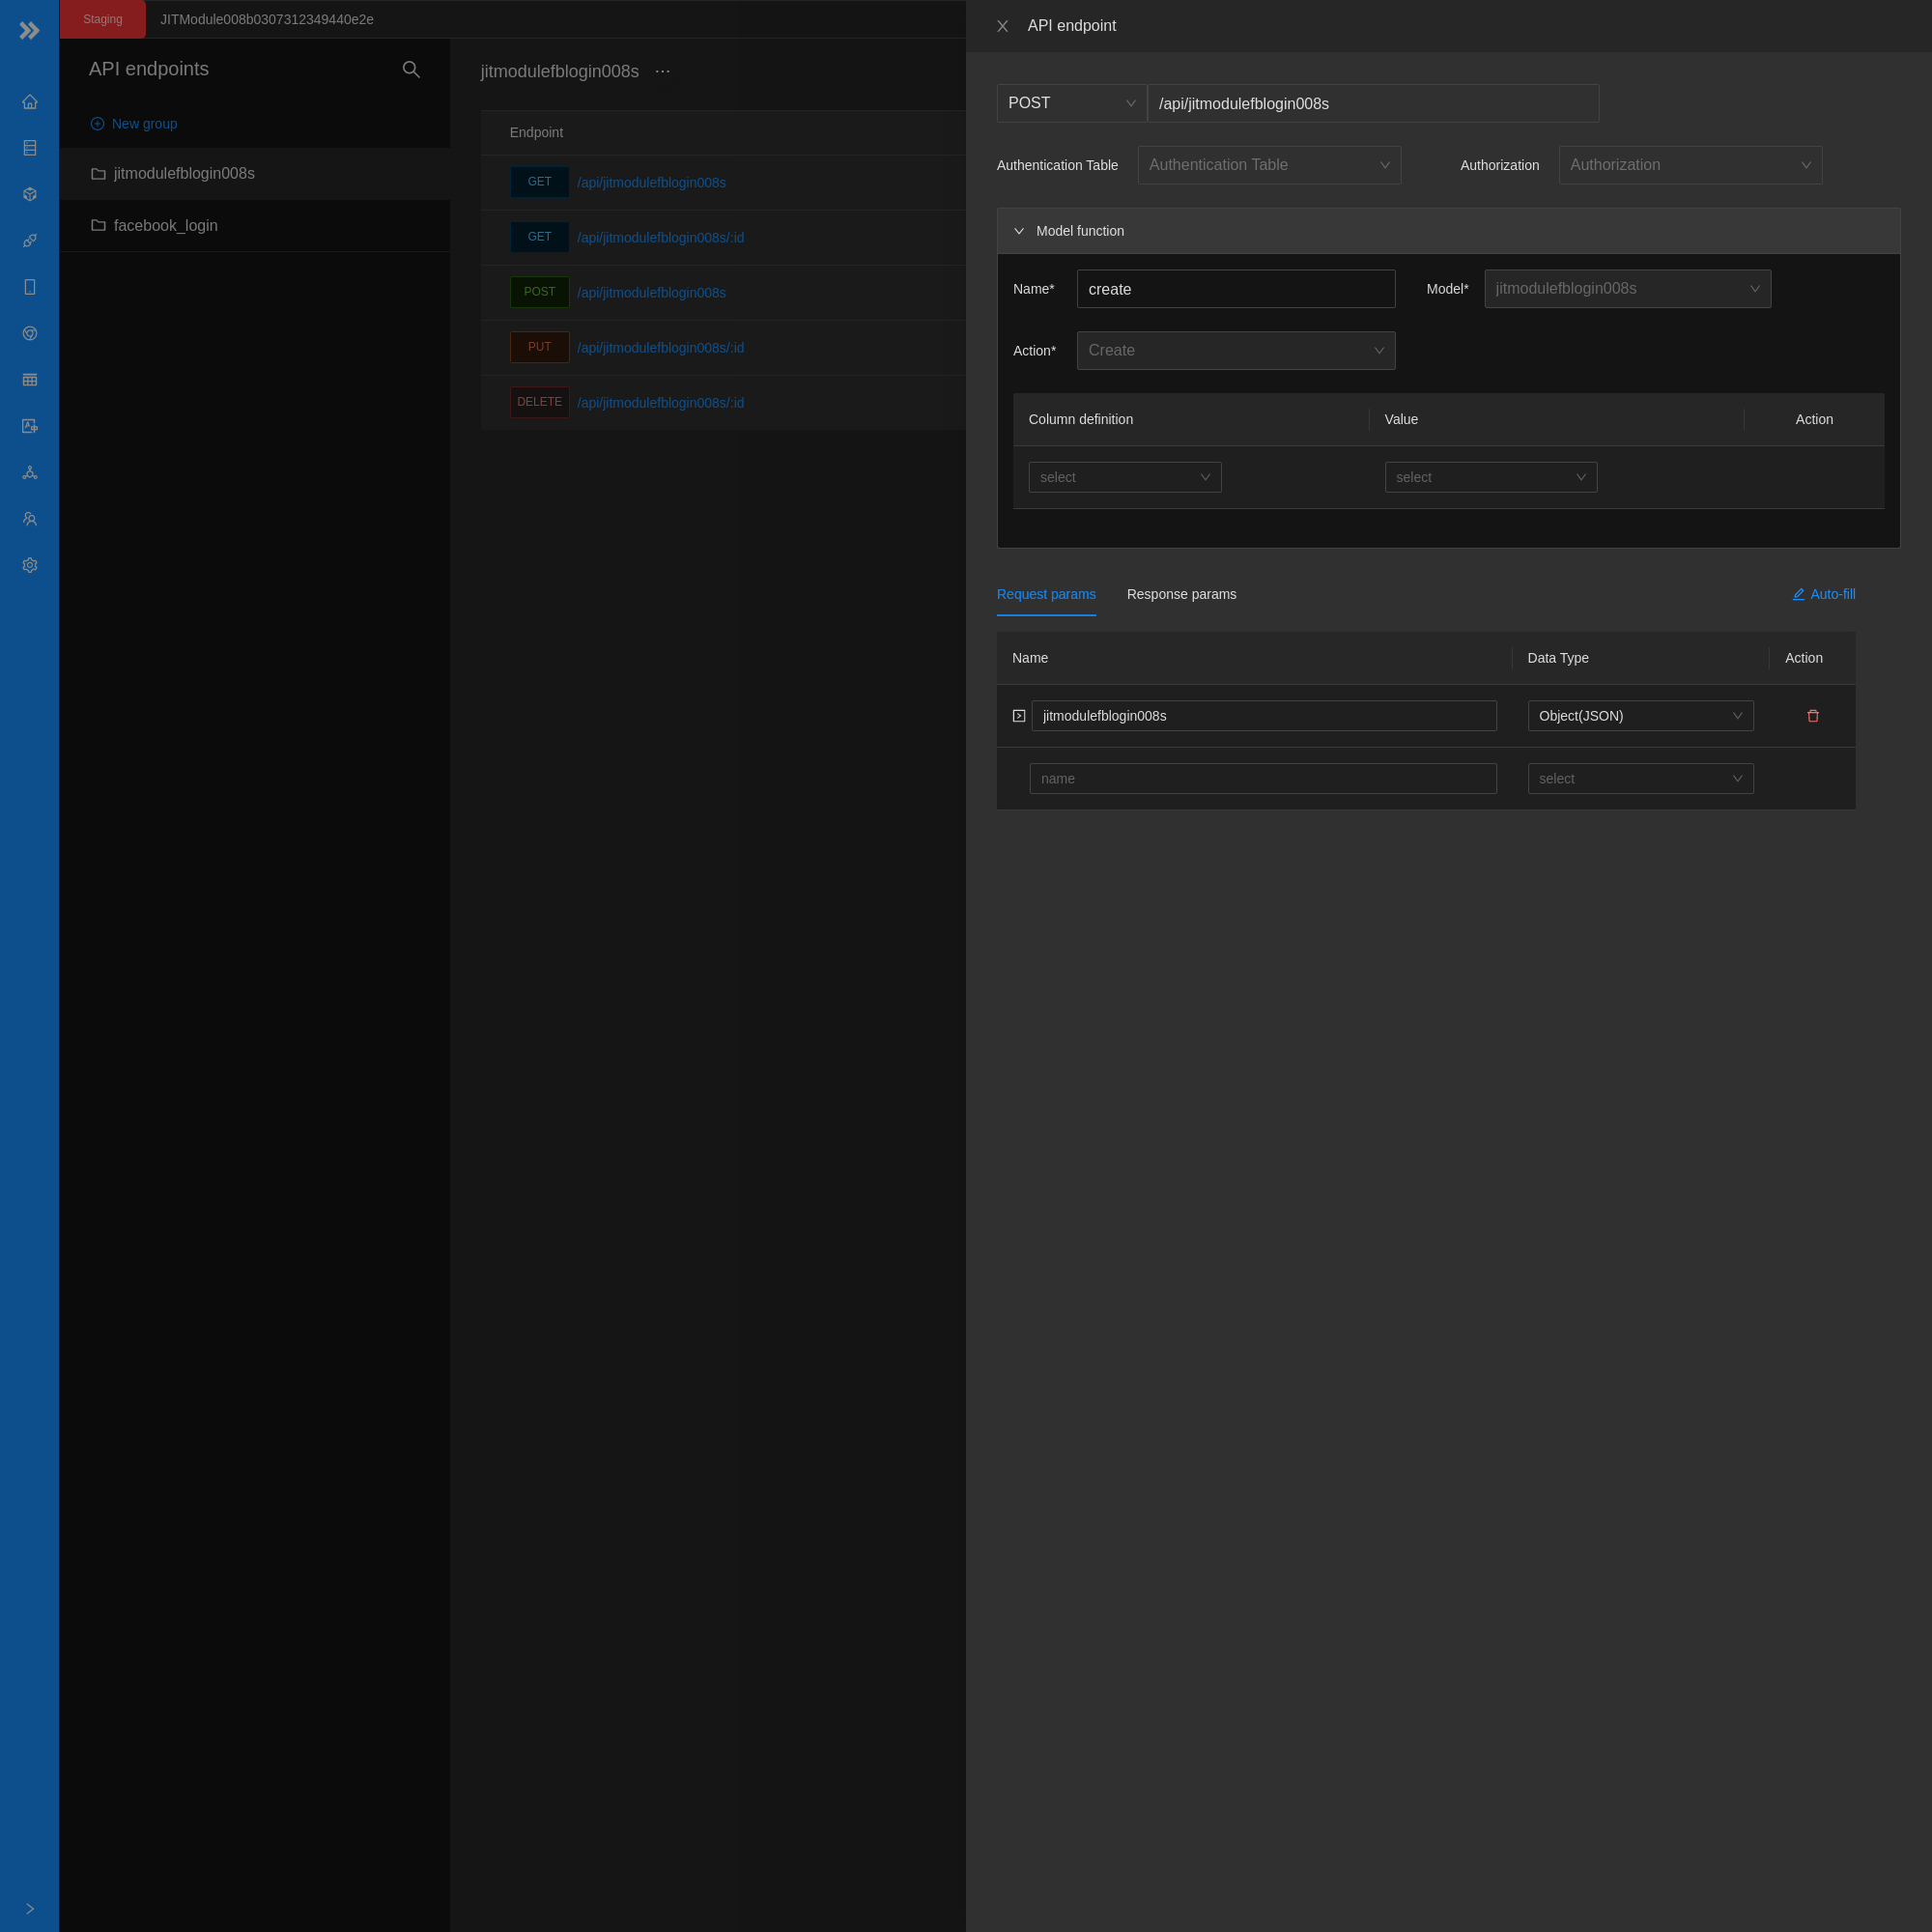 Staging
JITModule008b0307312349440e2e
API endpoints
New group
jitmodulefblogin008s
facebook_login
jitmodulefblogin008s ···
Endpoint
GET /api/jitmodulefblogin008s
GET /api/jitmodulefblogin008s/:id
POST /api/jitmodulefblogin008s
PUT /api/jitmodulefblogin008s/:id
DELETE /api/jitmodulefblogin008s/:id
API endpoint
POST /api/jitmodulefblogin008s
Authentication Table Authentication Table Authorization Authorization
Model function
Name* create Model* jitmodulefblogin008s
Action* Create
Column definition Value Action
select select
Request params Response params Auto-fill
Name Data Type Action
jitmodulefblogin008s Object(JSON)
name select